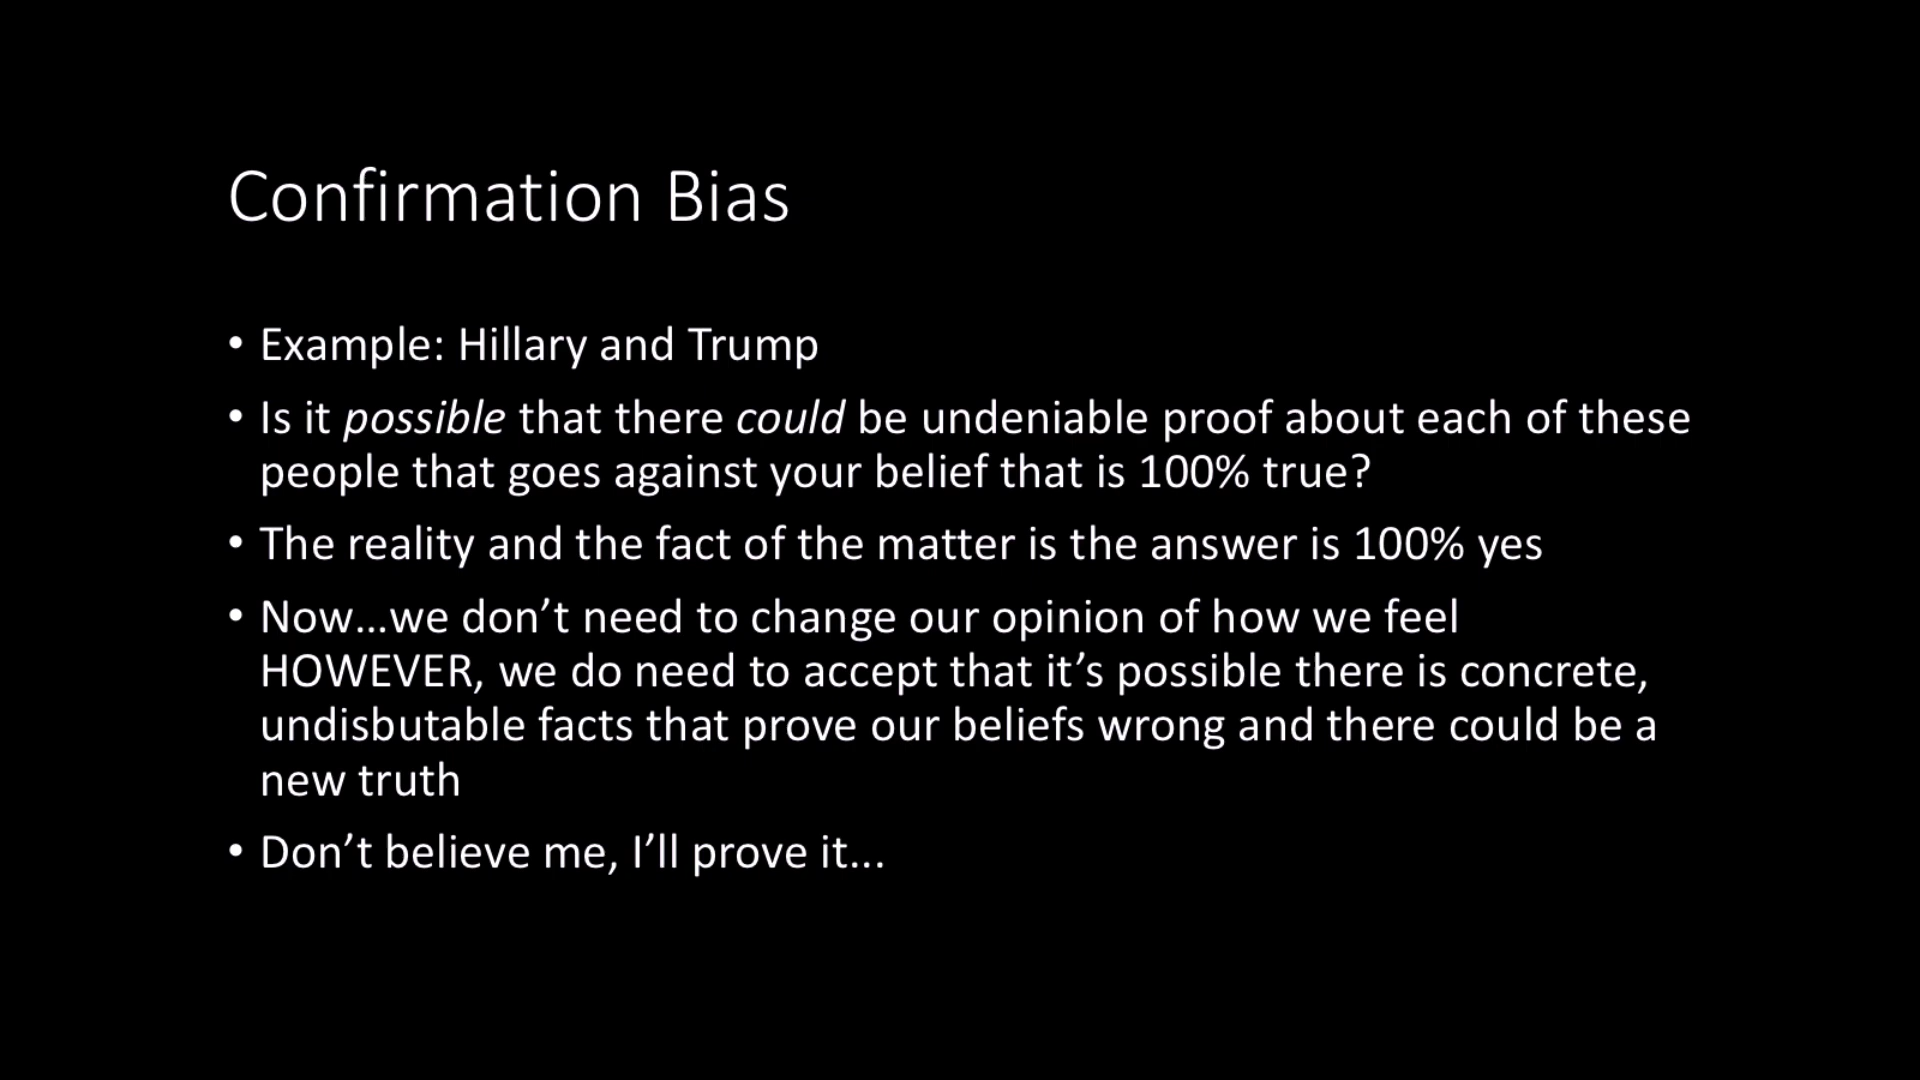 Confirmation Bias
• Example: Hillary and Trump
• Is it possible that there could be undeniable proof about each of these
people that goes against your belief that is 100% true?
• The reality and the fact of the matter is the answer is 100% yes
• Now...we don’t need to change our opinion of how we feel
HOWEVER, we do need to accept that it’s possible there is concrete,
undisbutable facts that prove our beliefs wrong and there could be a
new truth
• Don’t believe me, I’ll prove it...